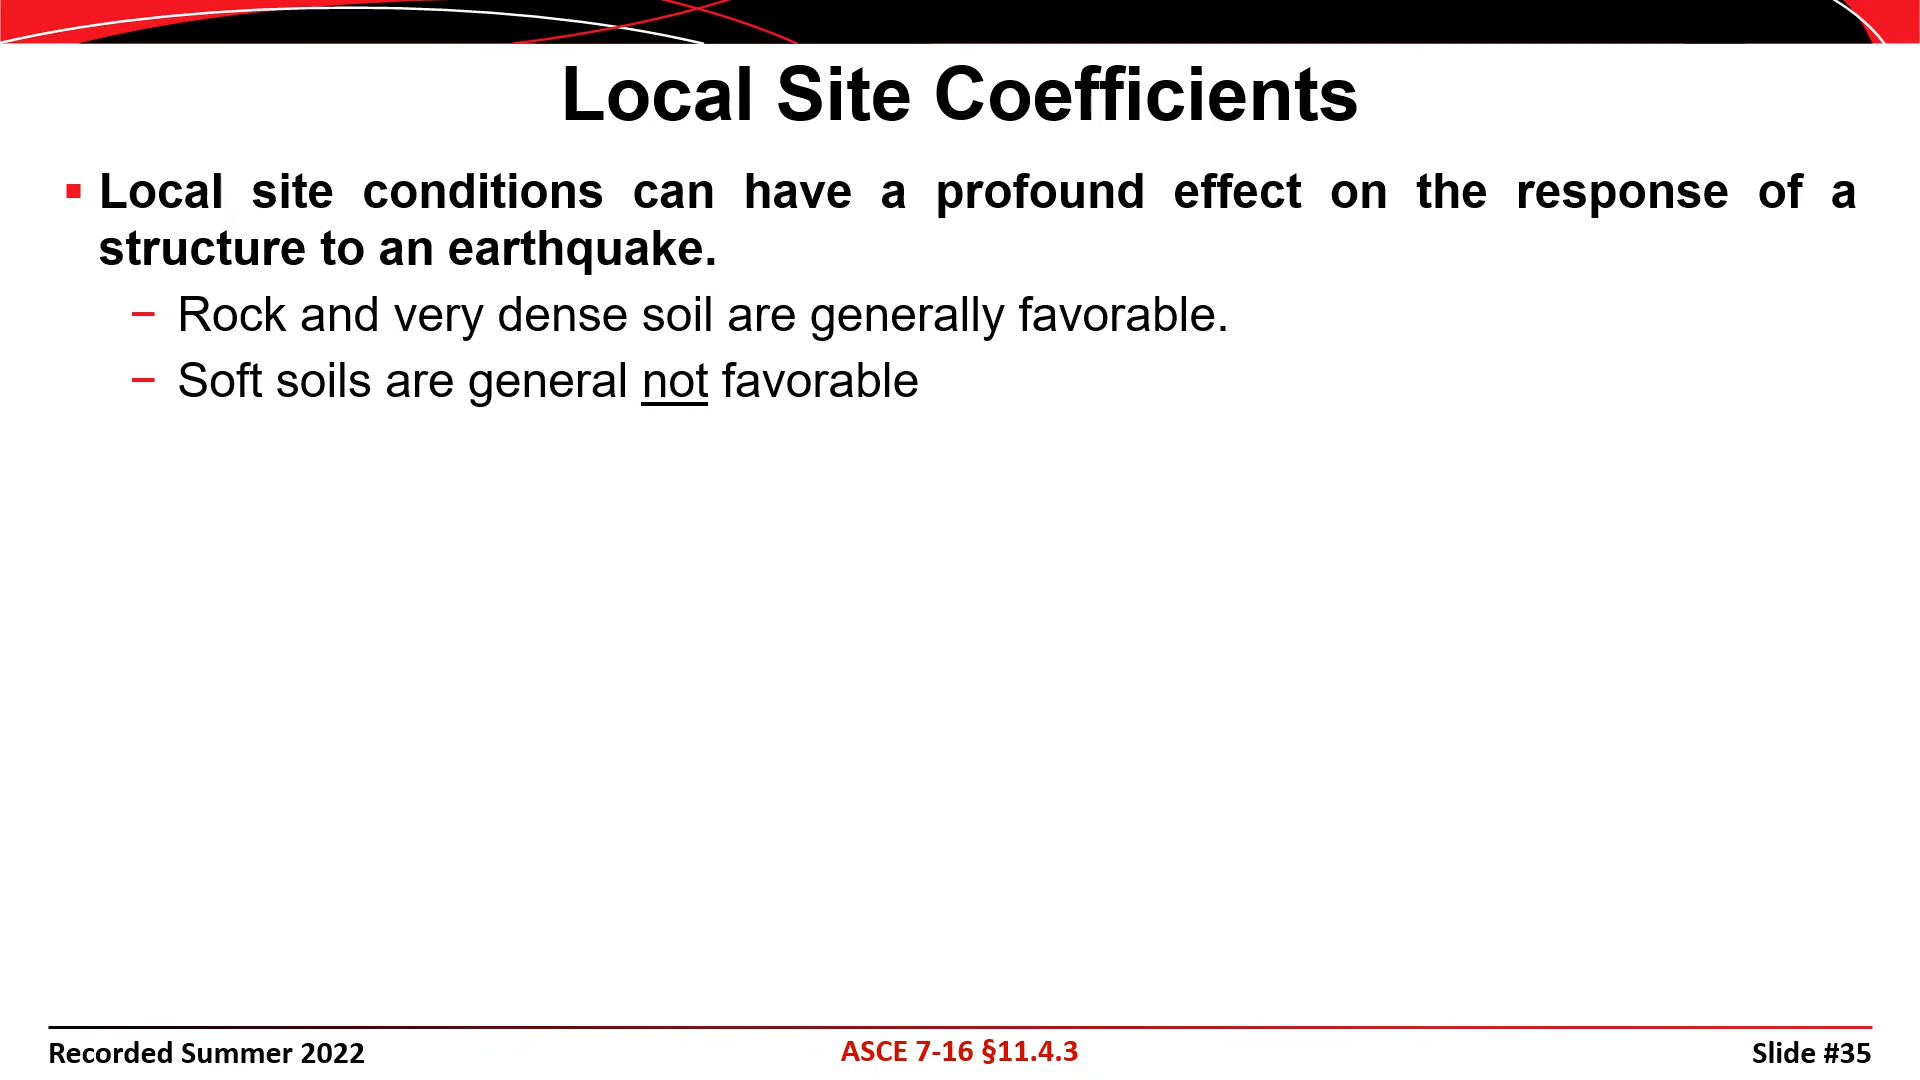 Local Site Coefficients
▪ Local site conditions can have a profound effect on the response of a
structure to an earthquake.
– Rock and very dense soil are generally favorable.
– Soft soils are general not favorable
Recorded Summer 2022
ASCE 7-16 §11.4.3
Slide #35